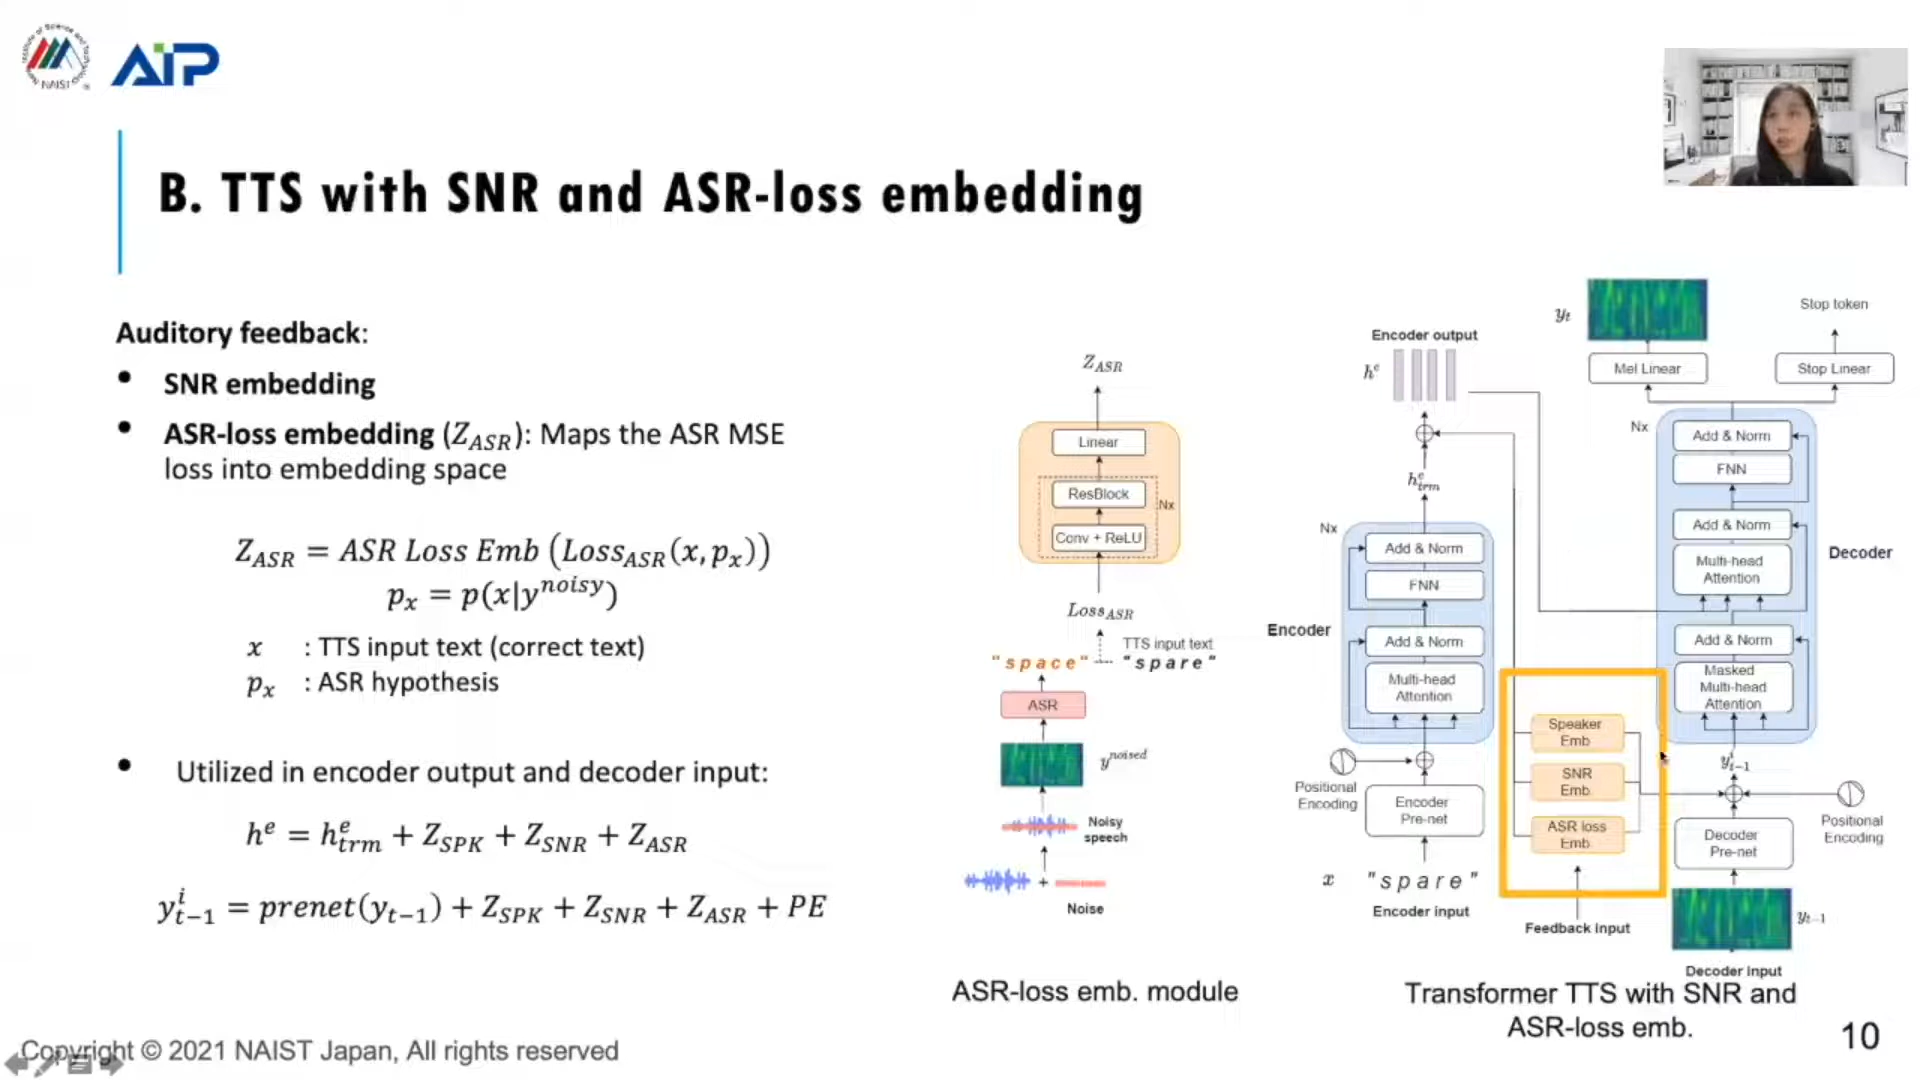 NAIST
AIP
B. TTS with SNR and ASR-loss embedding
Auditory feedback:
• SNR embedding
• ASR-loss embedding (Z_ASR): Maps the ASR MSE
loss into embedding space
Z_ASR = ASR Loss Emb (Loss_ASR(x, p_x))
p_x = p(x|y^noisy)
x : TTS input text (correct text)
p_x : ASR hypothesis
• Utilized in encoder output and decoder input:
h^e = h^e_trm + Z_SPK + Z_SNR + Z_ASR
y^i_t−1 = prenet(y_t−1) + Z_SPK + Z_SNR + Z_ASR + PE
Z_ASR
Linear
ResBlock
Nx
Conv + ReLU
Loss_ASR
TTS input text
"space"
"spare"
ASR
y^noised
Noisy
speech
+
Noise
ASR-loss emb. module
y_t
Stop token
Encoder output
h^e
Mel Linear
Stop Linear
Nx
Add & Norm
FNN
h^e_trm
Add & Norm
Multi-head
Attention
Decoder
Add & Norm
Masked
Multi-head
Attention
Nx
Add & Norm
FNN
Encoder
Add & Norm
Multi-head
Attention
Speaker
Emb
SNR
Emb
ASR loss
Emb
Feedback input
y^i_t−1
Positional
Encoding
Encoder
Pre-net
x "spare"
Encoder input
Positional
Encoding
Decoder
Pre-net
y_t−1
Decoder input
Transformer TTS with SNR and
ASR-loss emb.
Copyright © 2021 NAIST Japan, All rights reserved
10